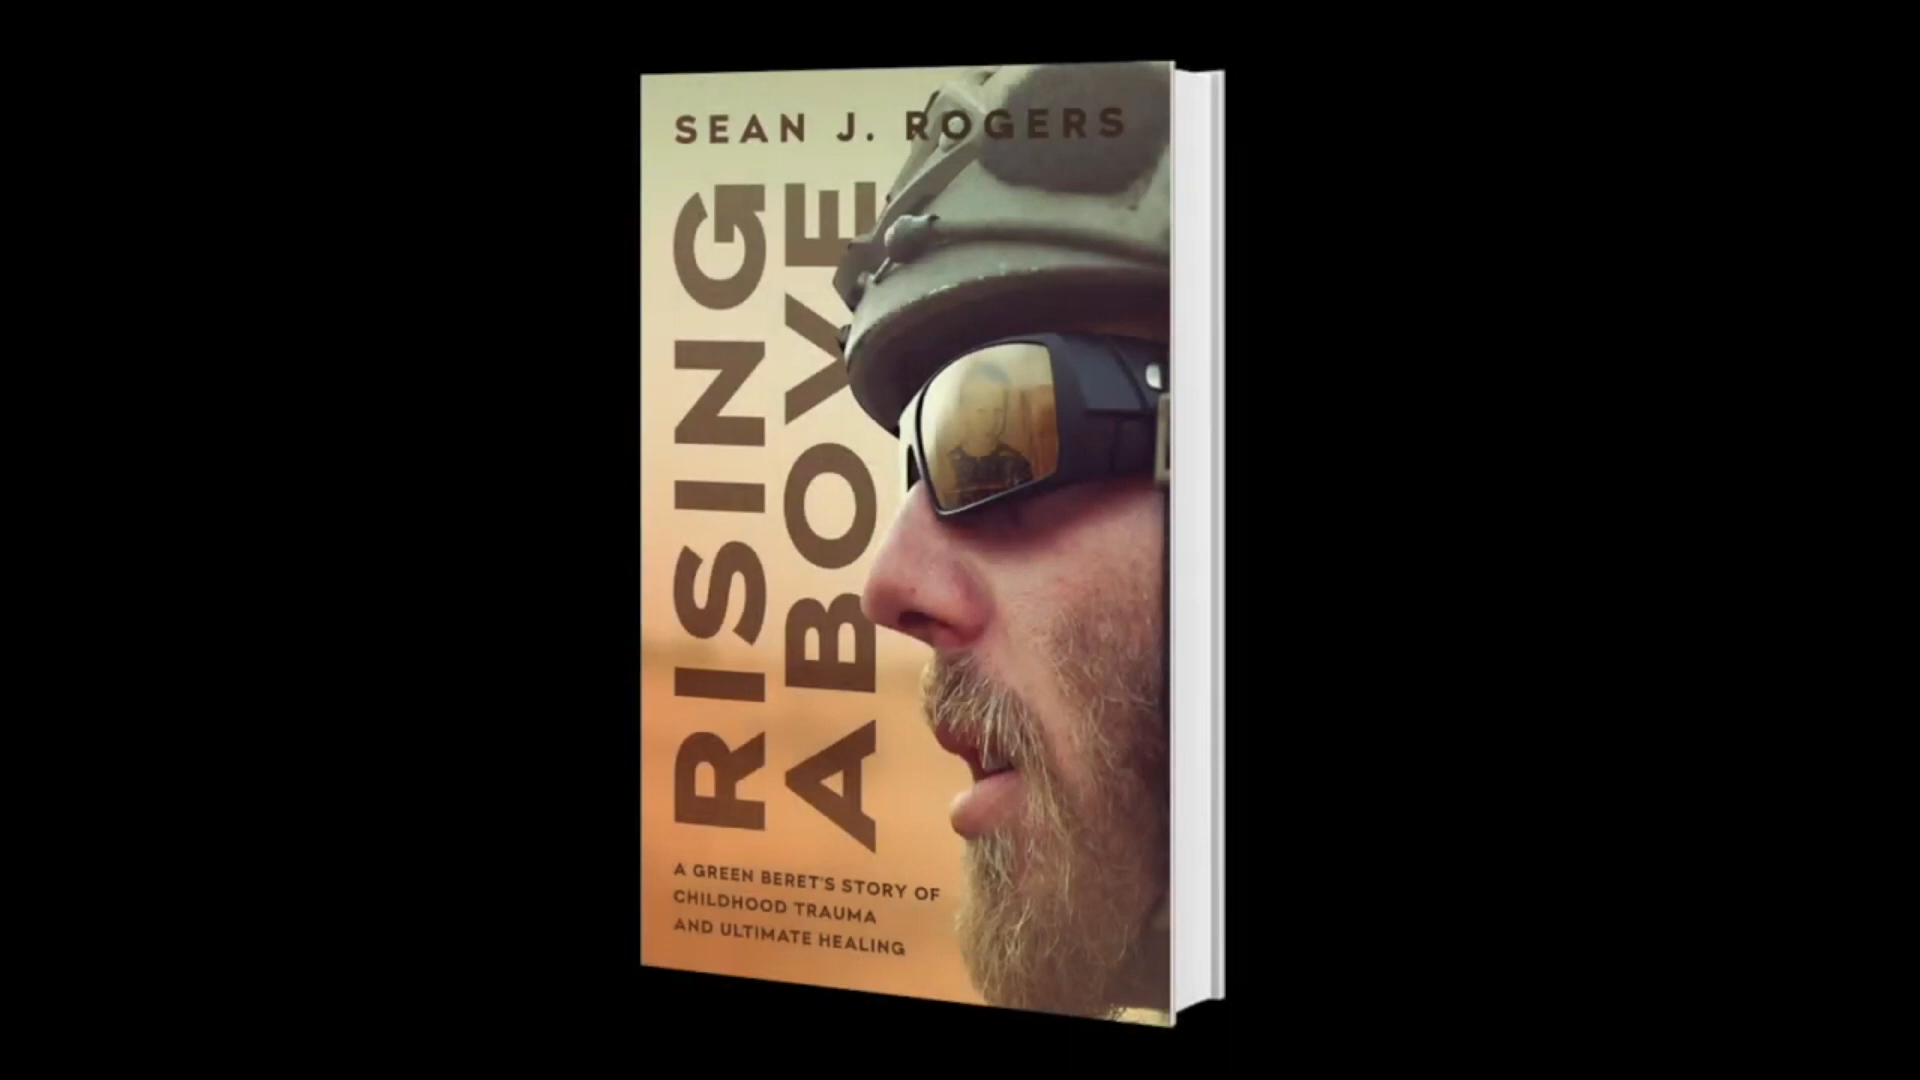 SEAN J. ROGERS
RISING
ABOVE
A GREEN BERET'S STORY OF
CHILDHOOD TRAUMA
AND ULTIMATE HEALING